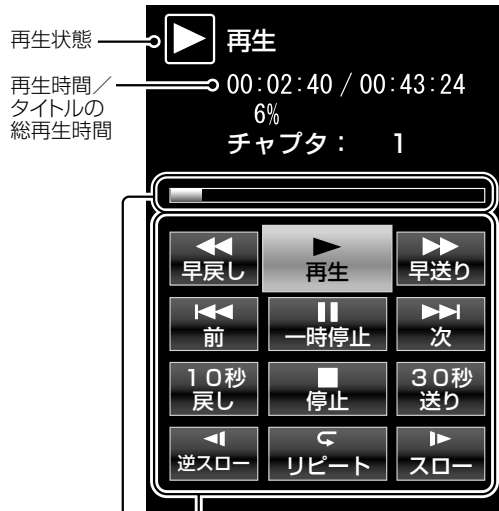 再生状態
再生
再生時間／
タイトルの
総再生時間
00:02:40 / 00:43:24
6%
チャプタ： 1
早戻し
再生
早送り
前
一時停止
次
10秒
戻し
停止
30秒
送り
逆スロー
リピート
スロー